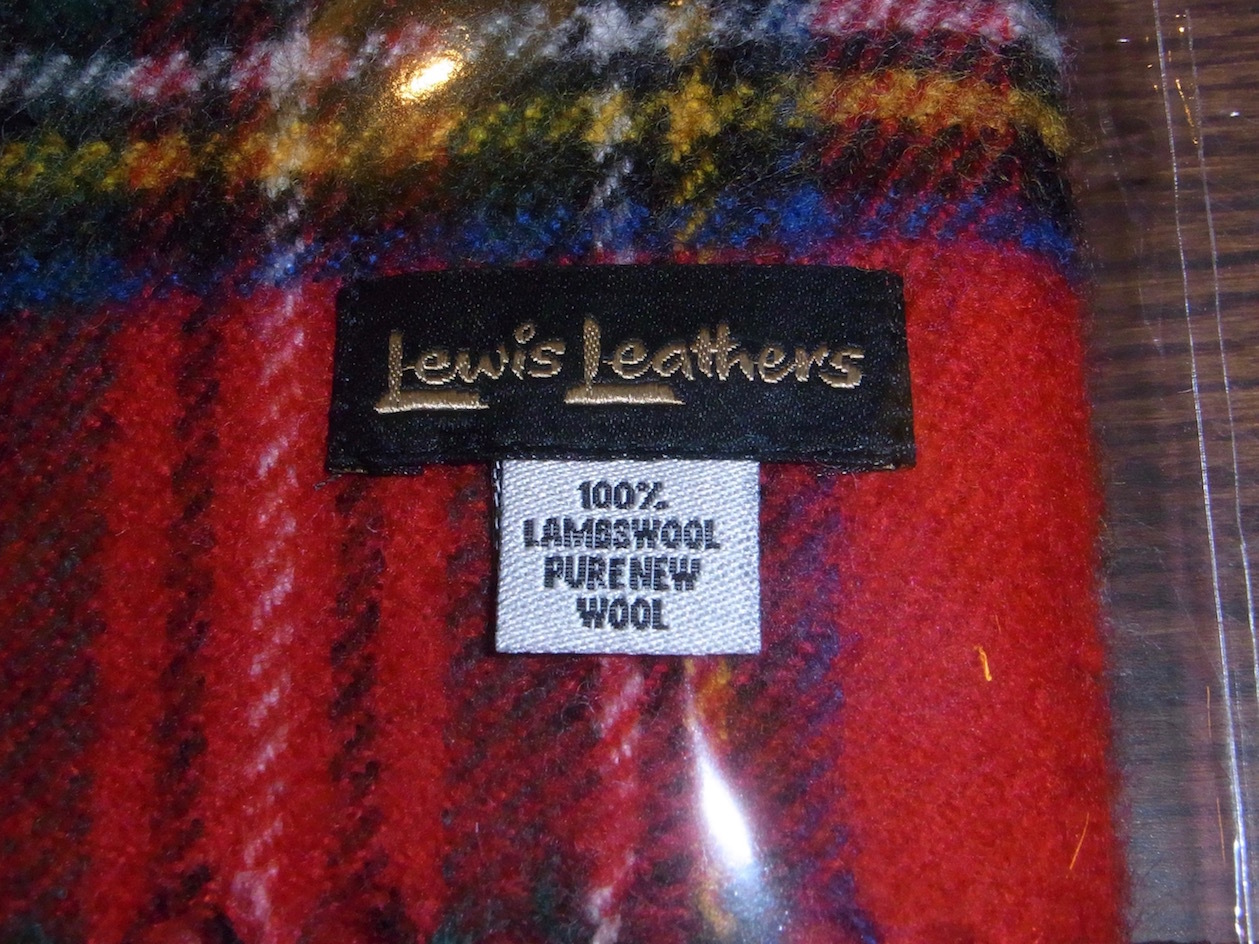 Lewis Leathers
100%
LAMBSWOOL
PURE NEW
WOOL